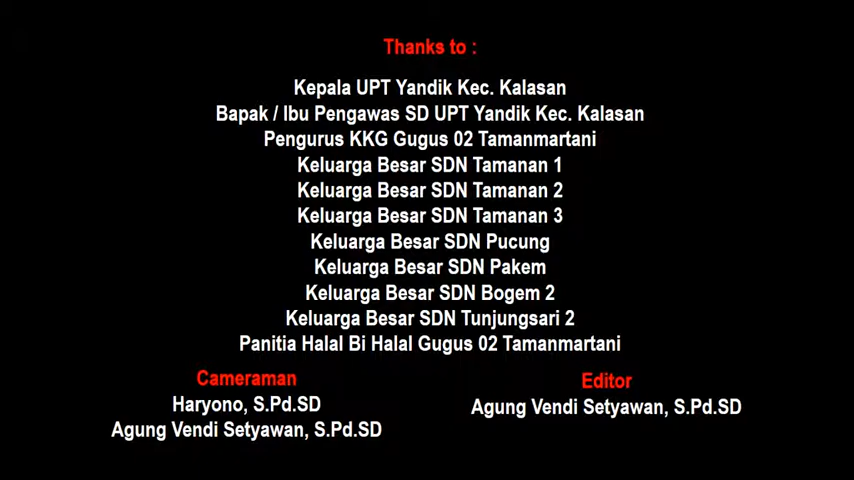 Thanks to :
Kepala UPT Yandik Kec. Kalasan
Bapak / Ibu Pengawas SD UPT Yandik Kec. Kalasan
Pengurus KKG Gugus 02 Tamanmartani
Keluarga Besar SDN Tamanan 1
Keluarga Besar SDN Tamanan 2
Keluarga Besar SDN Tamanan 3
Keluarga Besar SDN Pucung
Keluarga Besar SDN Pakem
Keluarga Besar SDN Bogem 2
Keluarga Besar SDN Tunjungsari 2
Panitia Halal Bi Halal Gugus 02 Tamanmartani
Cameraman
Haryono, S.Pd.SD
Agung Vendi Setyawan, S.Pd.SD
Editor
Agung Vendi Setyawan, S.Pd.SD